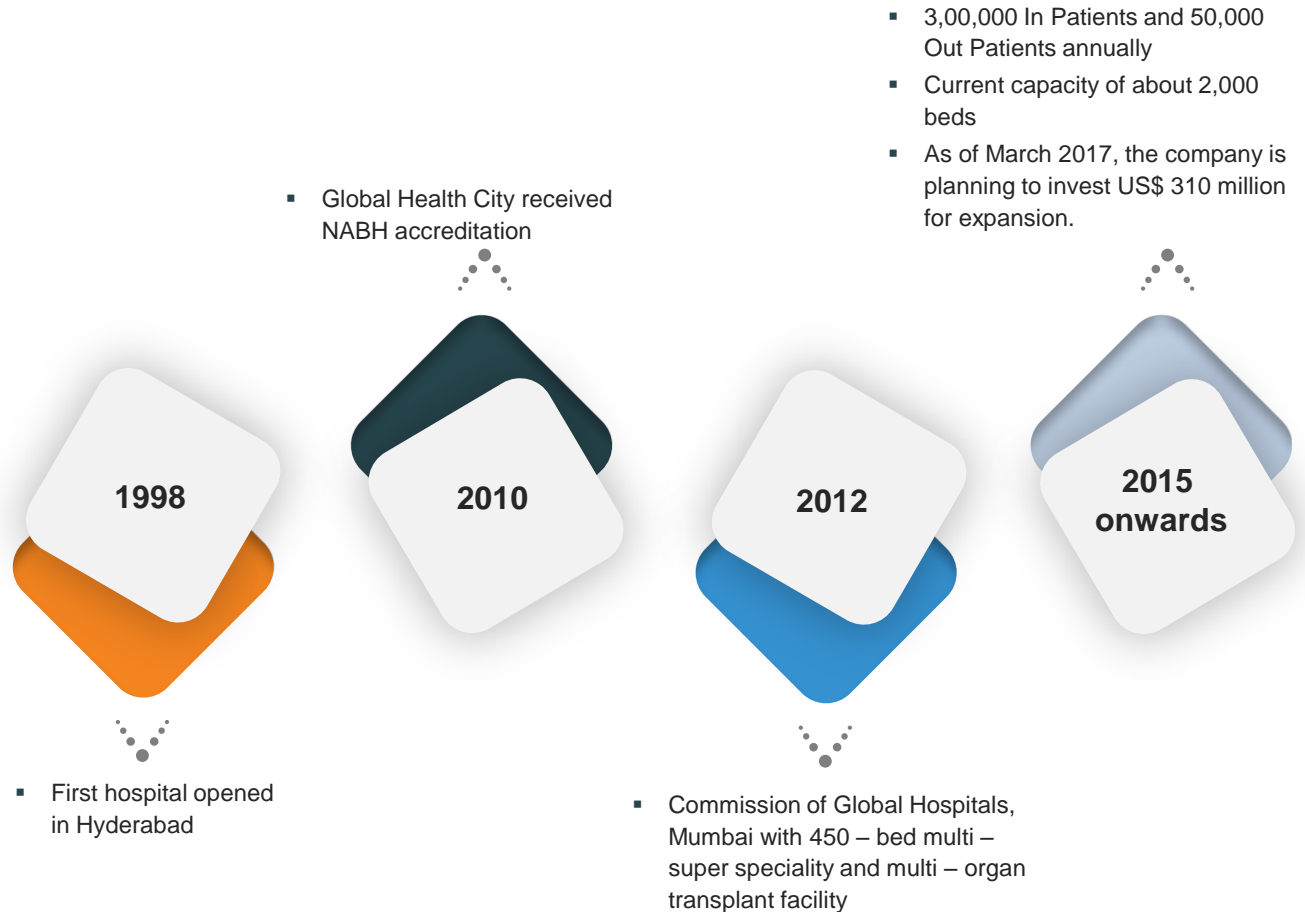 1998
▪ First hospital opened
in Hyderabad
▪ Global Health City received
NABH accreditation
2010
2012
▪ Commission of Global Hospitals,
Mumbai with 450 – bed multi –
super speciality and multi – organ
transplant facility
▪ 3,00,000 In Patients and 50,000
Out Patients annually
▪ Current capacity of about 2,000
beds
▪ As of March 2017, the company is
planning to invest US$ 310 million
for expansion.
2015
onwards